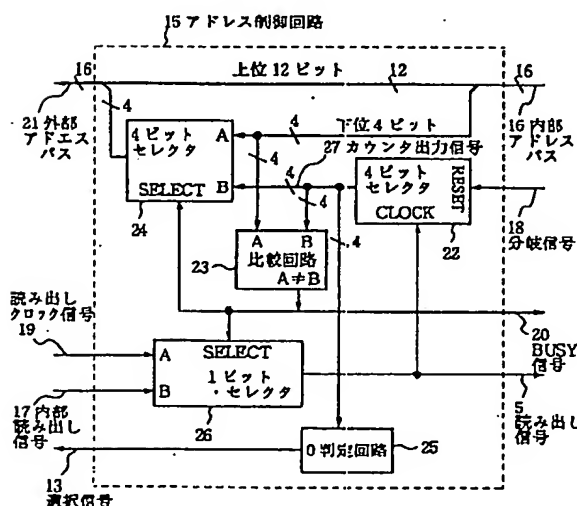 15 アドレス制御回路
16
上位12ビット
12
16
4
21 外部
アドエス
バス
4ビット
セレクタ
A
B
SELECT
24
4
下位4ビット
4
27 カウンタ出力信号
4
4
4
16 内部
アドレス
バス
4ビット
セレクタ
RESET
CLOCK
22
18
分岐信号
A
B
比較回路
A≠B
23
読み出し
クロック信号
19
20
BUSY
信号
A
SELECT
B
1ビット
・セレクタ
26
17 内部
読み出し
信号
5
読み出し
信号
0判定回路
25
13
選択信号